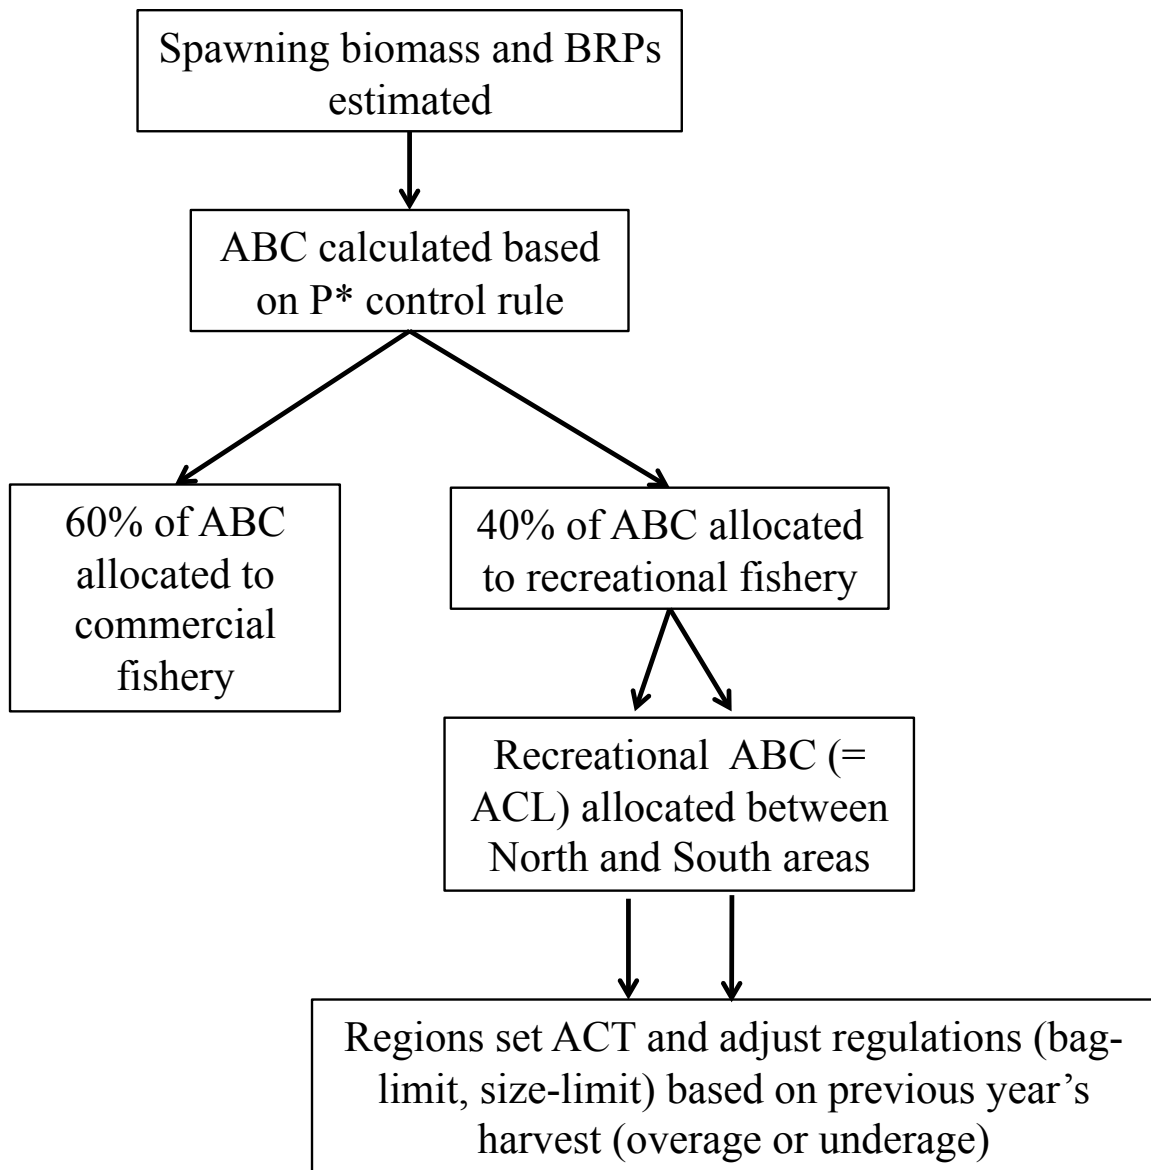 Spawning biomass and BRPs
estimated
ABC calculated based
on P* control rule
60% of ABC
allocated to
commercial
fishery
40% of ABC allocated
to recreational fishery
Recreational ABC (=
ACL) allocated between
North and South areas
Regions set ACT and adjust regulations (bag-
limit, size-limit) based on previous year’s
harvest (overage or underage)